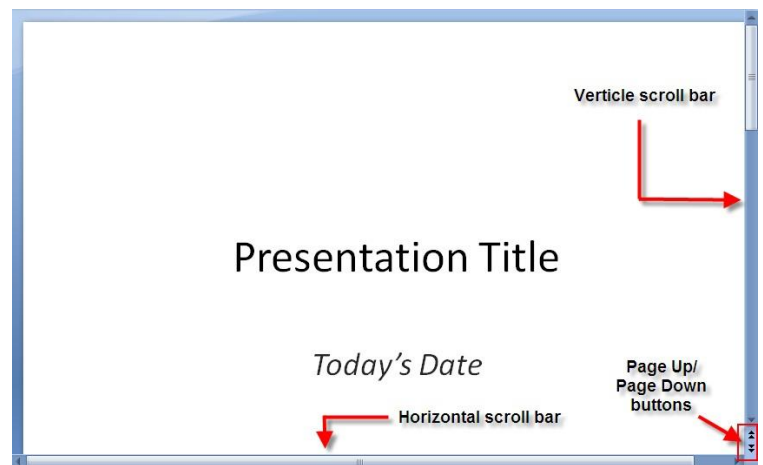 Verticle scroll bar
Presentation Title
Today's Date
Page Up/
Page Down
buttons
Horizontal scroll bar